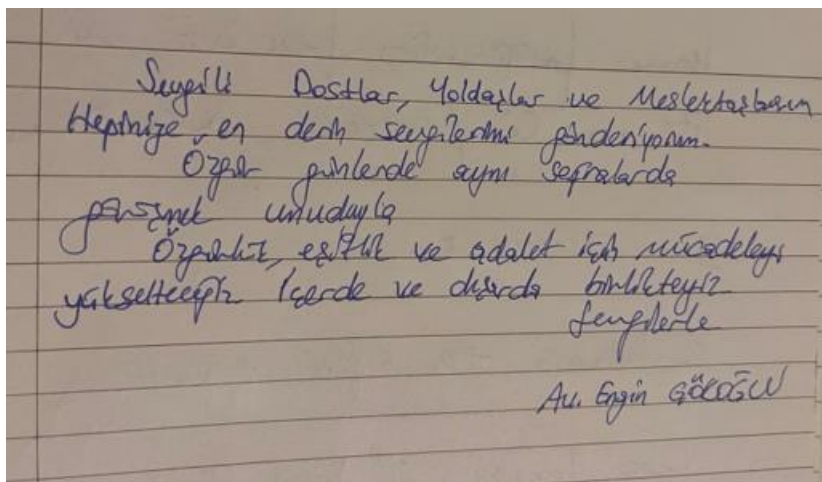 Sevgili Dostlar, Yoldaşlar ve Meslektaşlarım
Hepinize en derin sevgilerimi gönderiyorum.
Özgür günlerde aynı sofralarda
görüşmek umuduyla
Özgürlük, eşitlik ve adalet için mücadeleyi
yükselteceğiz İçerde ve dışarda birlikteyiz
Sevgilerle
Av. Engin GÖKOĞLU